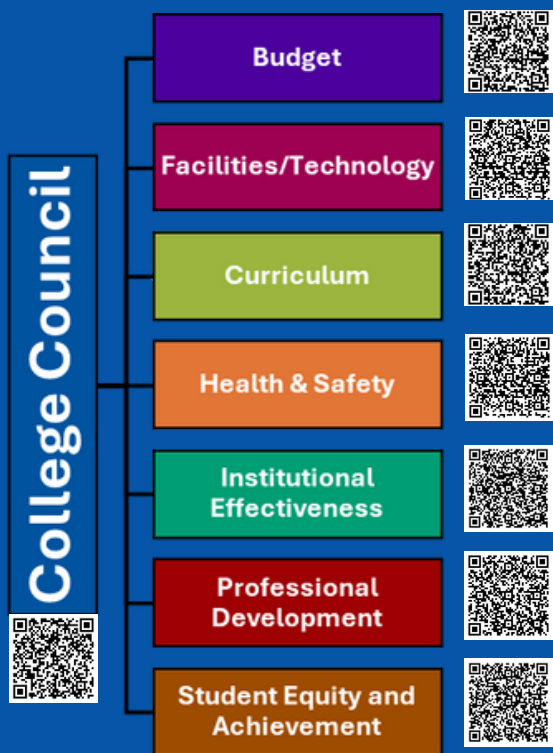 College Council
Budget
Facilities/Technology
Curriculum
Health & Safety
Institutional
Effectiveness
Professional
Development
Student Equity and
Achievement